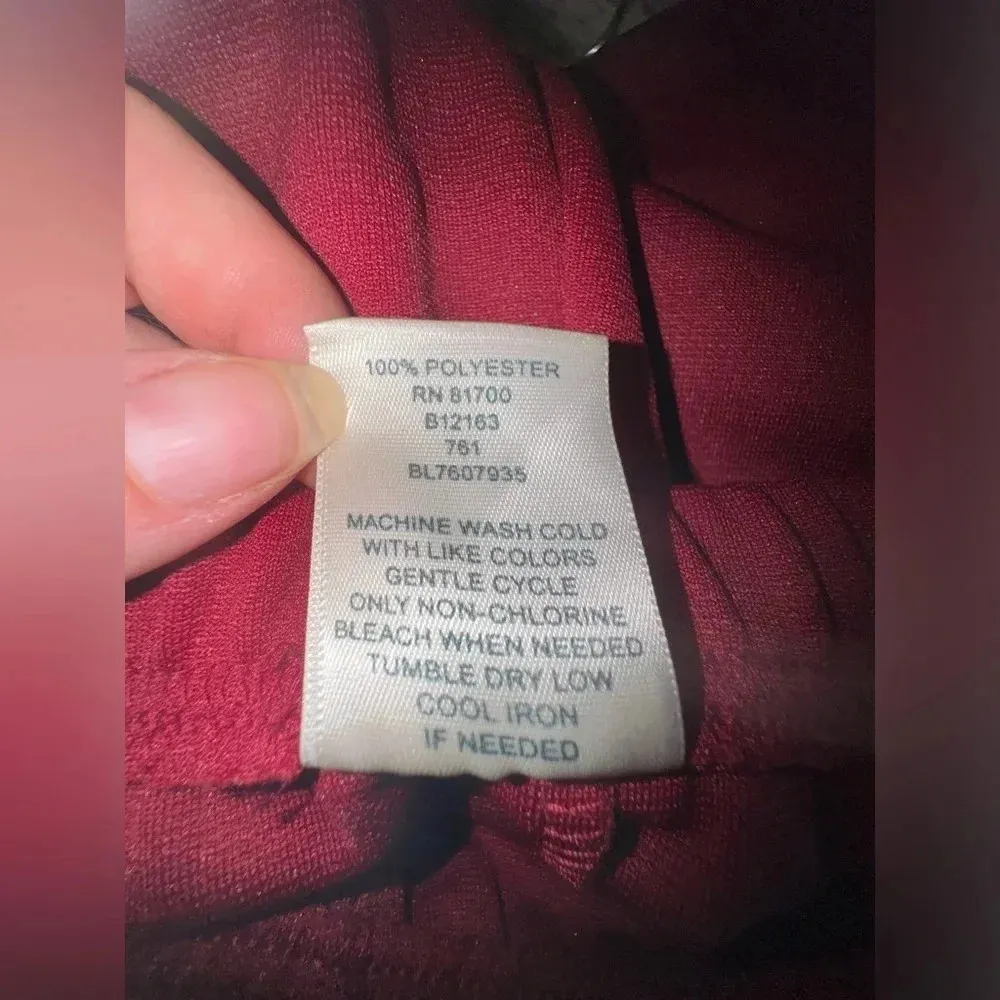 100% POLYESTER
RN 81700
B12163
761
BL7607935
MACHINE WASH COLD
WITH LIKE COLORS
GENTLE CYCLE
ONLY NON-CHLORINE
BLEACH WHEN NEEDED
TUMBLE DRY LOW
COOL IRON
IF NEEDED